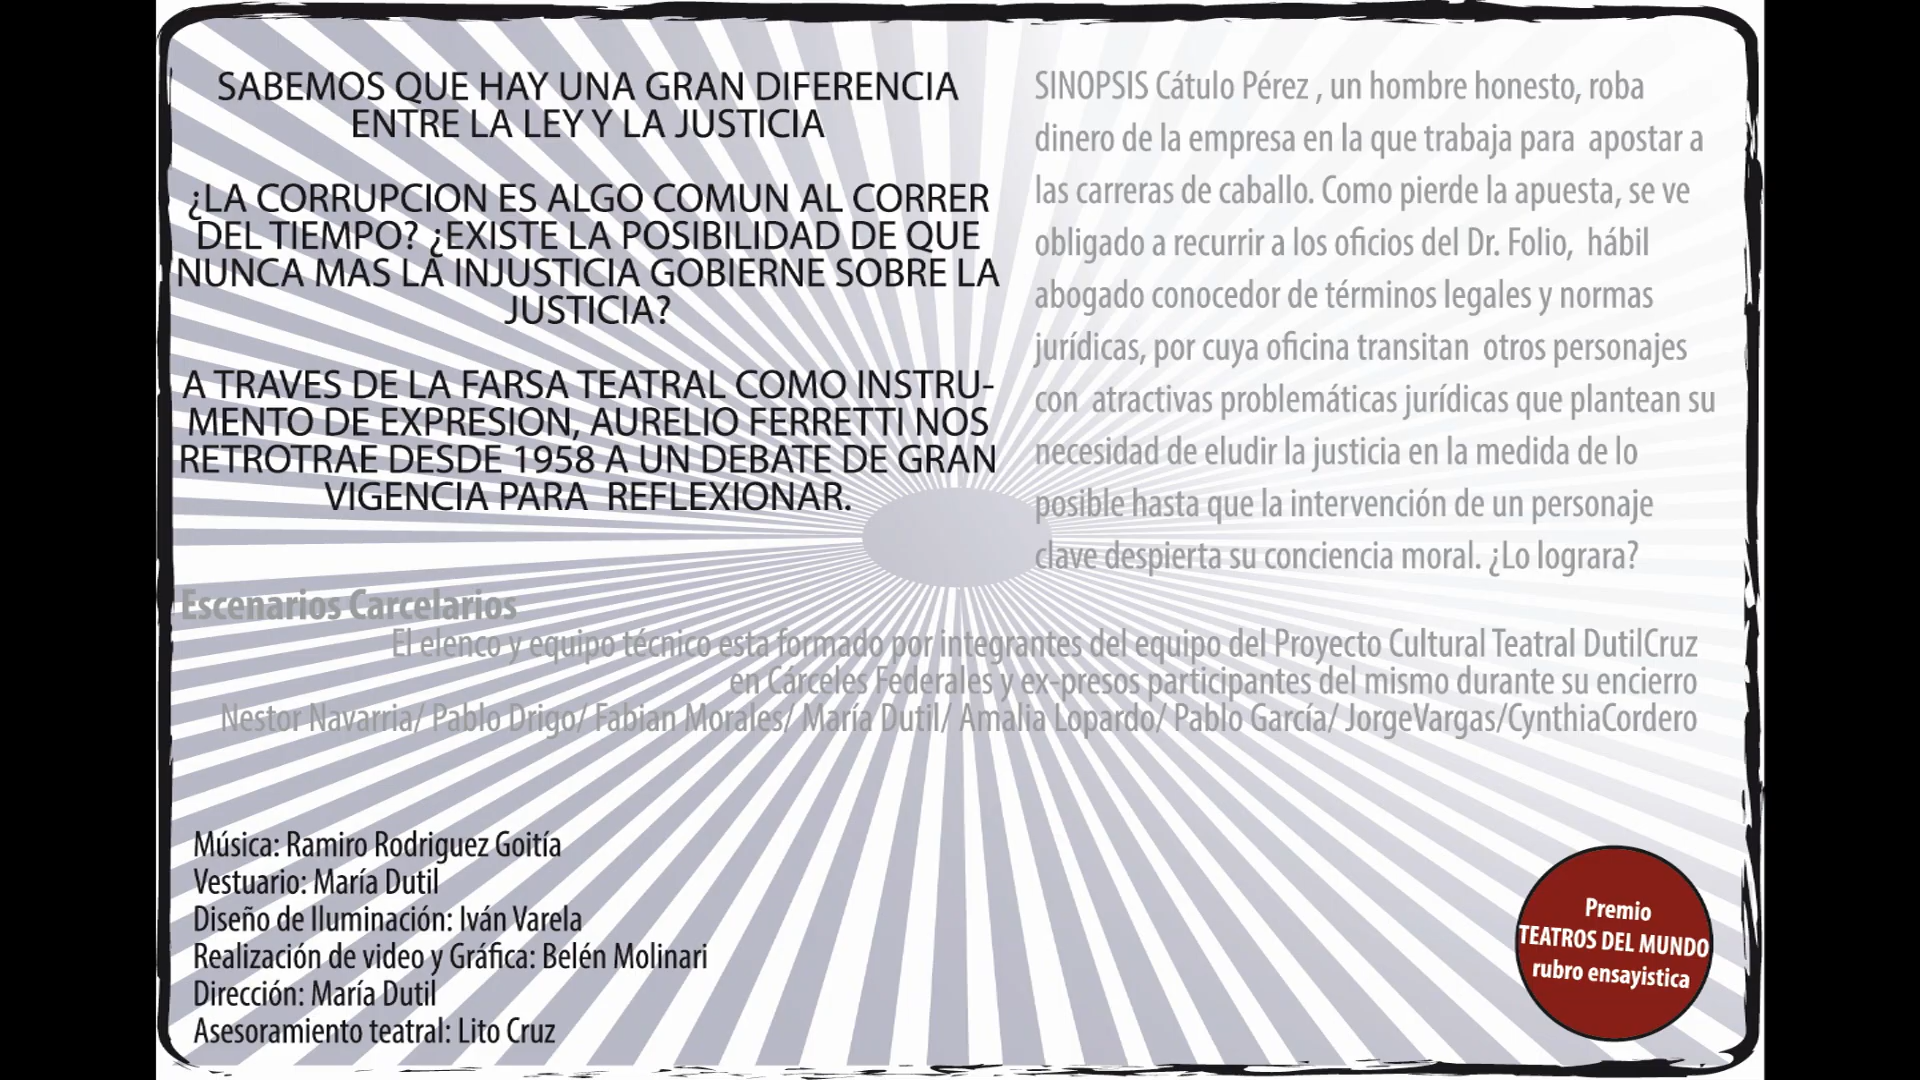 SABEMOS QUE HAY UNA GRAN DIFERENCIA
ENTRE LA LEY Y LA JUSTICIA
¿LA CORRUPCION ES ALGO COMUN AL CORRER
DEL TIEMPO? ¿EXISTE LA POSIBILIDAD DE QUE
NUNCA MAS LA INJUSTICIA GOBIERNE SOBRE LA
JUSTICIA?
A TRAVES DE LA FARSA TEATRAL COMO INSTRU-
MENTO DE EXPRESION, AURELIO FERRETTI NOS
RETROTRAE DESDE 1958 A UN DEBATE DE GRAN
VIGENCIA PARA REFLEXIONAR.
SINOPSIS Cátulo Pérez , un hombre honesto, roba
dinero de la empresa en la que trabaja para apostar a
las carreras de caballo. Como pierde la apuesta, se ve
obligado a recurrir a los oficios del Dr. Folio, hábil
abogado conocedor de términos legales y normas
jurídicas, por cuya oficina transitan otros personajes
con atractivas problemáticas jurídicas que plantean su
necesidad de eludir la justicia en la medida de lo
posible hasta que la intervención de un personaje
clave despierta su conciencia moral. ¿Lo lograra?
Escenarios Carcelarios
El elenco y equipo técnico esta formado por integrantes del equipo del Proyecto Cultural Teatral DutilCruz
en Cárceles Federales y ex-presos participantes del mismo durante su encierro
Nestor Navarria/ Pablo Drigo/ Fabian Morales/ María Dutil/ Amalia Lopardo/ Pablo García/ JorgeVargas/CynthiaCordero
Música: Ramiro Rodriguez Goitía
Vestuario: María Dutil
Diseño de Iluminación: Iván Varela
Realización de video y Gráfica: Belén Molinari
Dirección: María Dutil
Asesoramiento teatral: Lito Cruz
Premio
TEATROS DEL MUNDO
rubro ensayistica